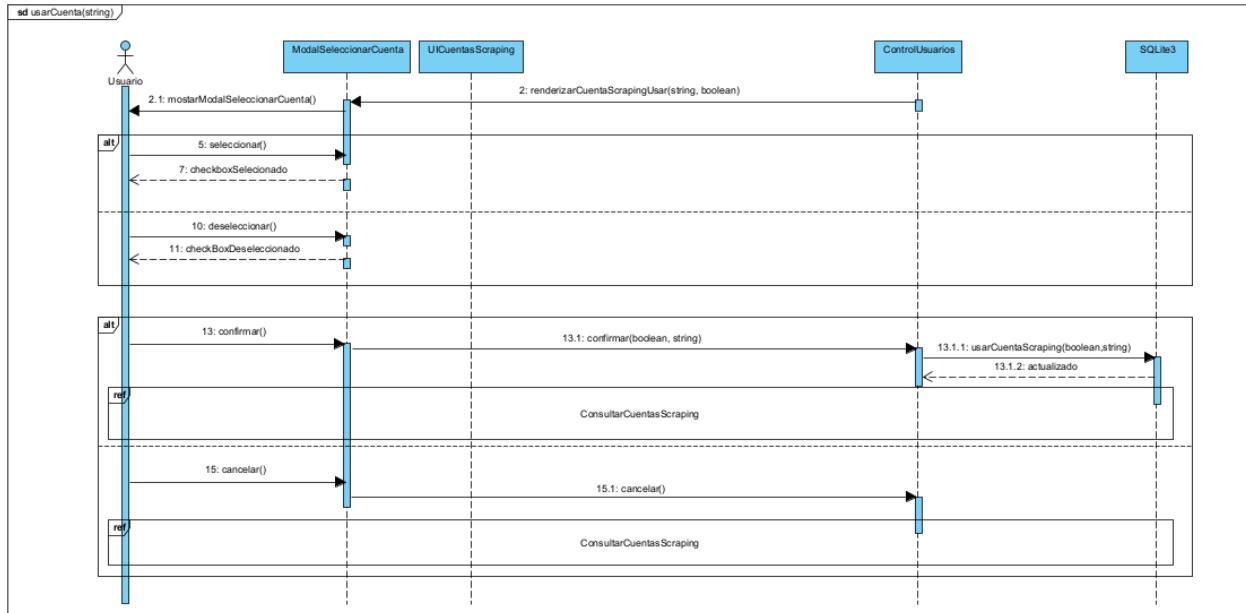 sd usarCuenta(string)
Usuario
ModalSeleccionarCuenta
UICuentasScraping
ControlUsuarios
SQLite3
2: renderizarCuentaScrapingUsar(string, boolean)
2.1: mostarModalSeleccionarCuenta()
alt
5: seleccionar()
7: checkboxSelecionado
10: deseleccionar()
11: checkBoxDeseleccionado
alt
13: confirmar()
13.1: confirmar(boolean, string)
13.1.1: usarCuentaScraping(boolean,string)
13.1.2: actualizado
ref
ConsultarCuentasScraping
15: cancelar()
15.1: cancelar()
ref
ConsultarCuentasScraping